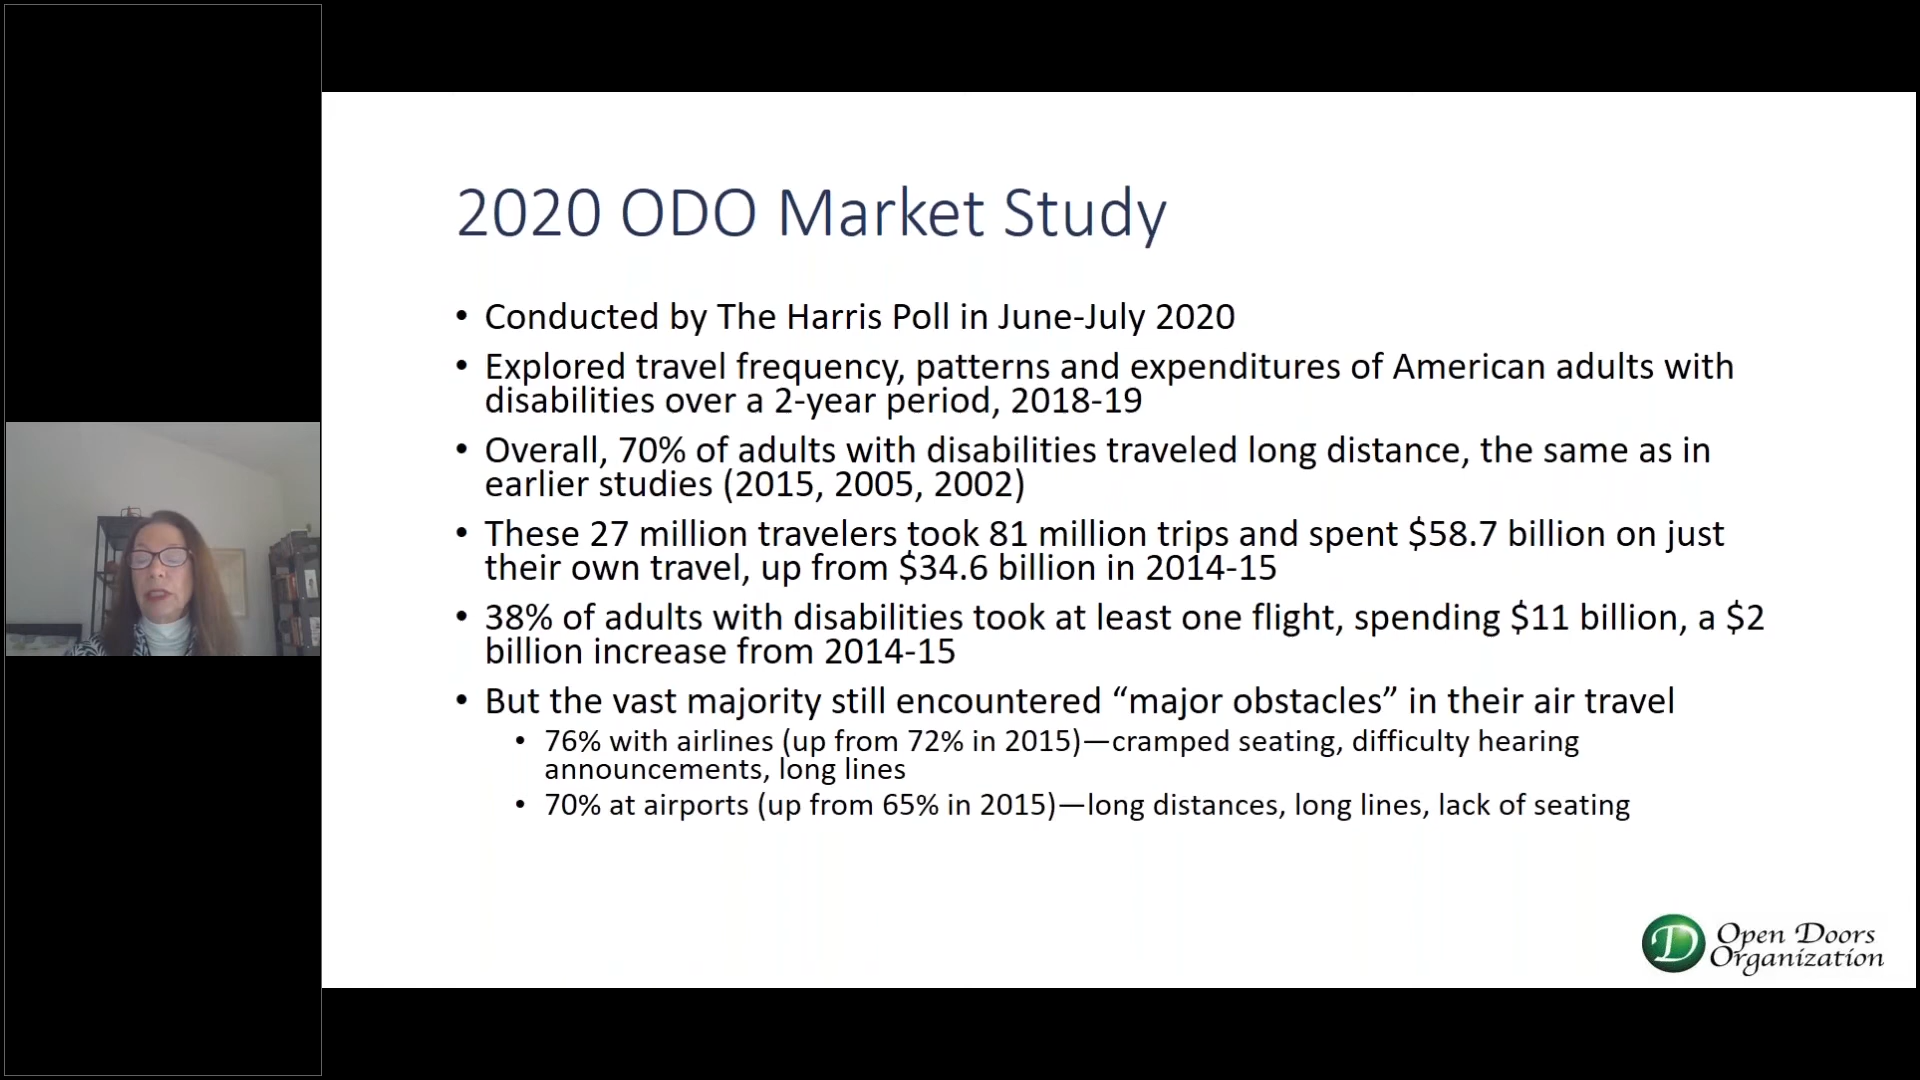 2020 ODO Market Study
• Conducted by The Harris Poll in June-July 2020
• Explored travel frequency, patterns and expenditures of American adults with
disabilities over a 2-year period, 2018-19
• Overall, 70% of adults with disabilities traveled long distance, the same as in
earlier studies (2015, 2005, 2002)
• These 27 million travelers took 81 million trips and spent $58.7 billion on just
their own travel, up from $34.6 billion in 2014-15
• 38% of adults with disabilities took at least one flight, spending $11 billion, a $2
billion increase from 2014-15
• But the vast majority still encountered “major obstacles” in their air travel
• 76% with airlines (up from 72% in 2015)—cramped seating, difficulty hearing
announcements, long lines
• 70% at airports (up from 65% in 2015)—long distances, long lines, lack of seating
D
Open Doors
Organization